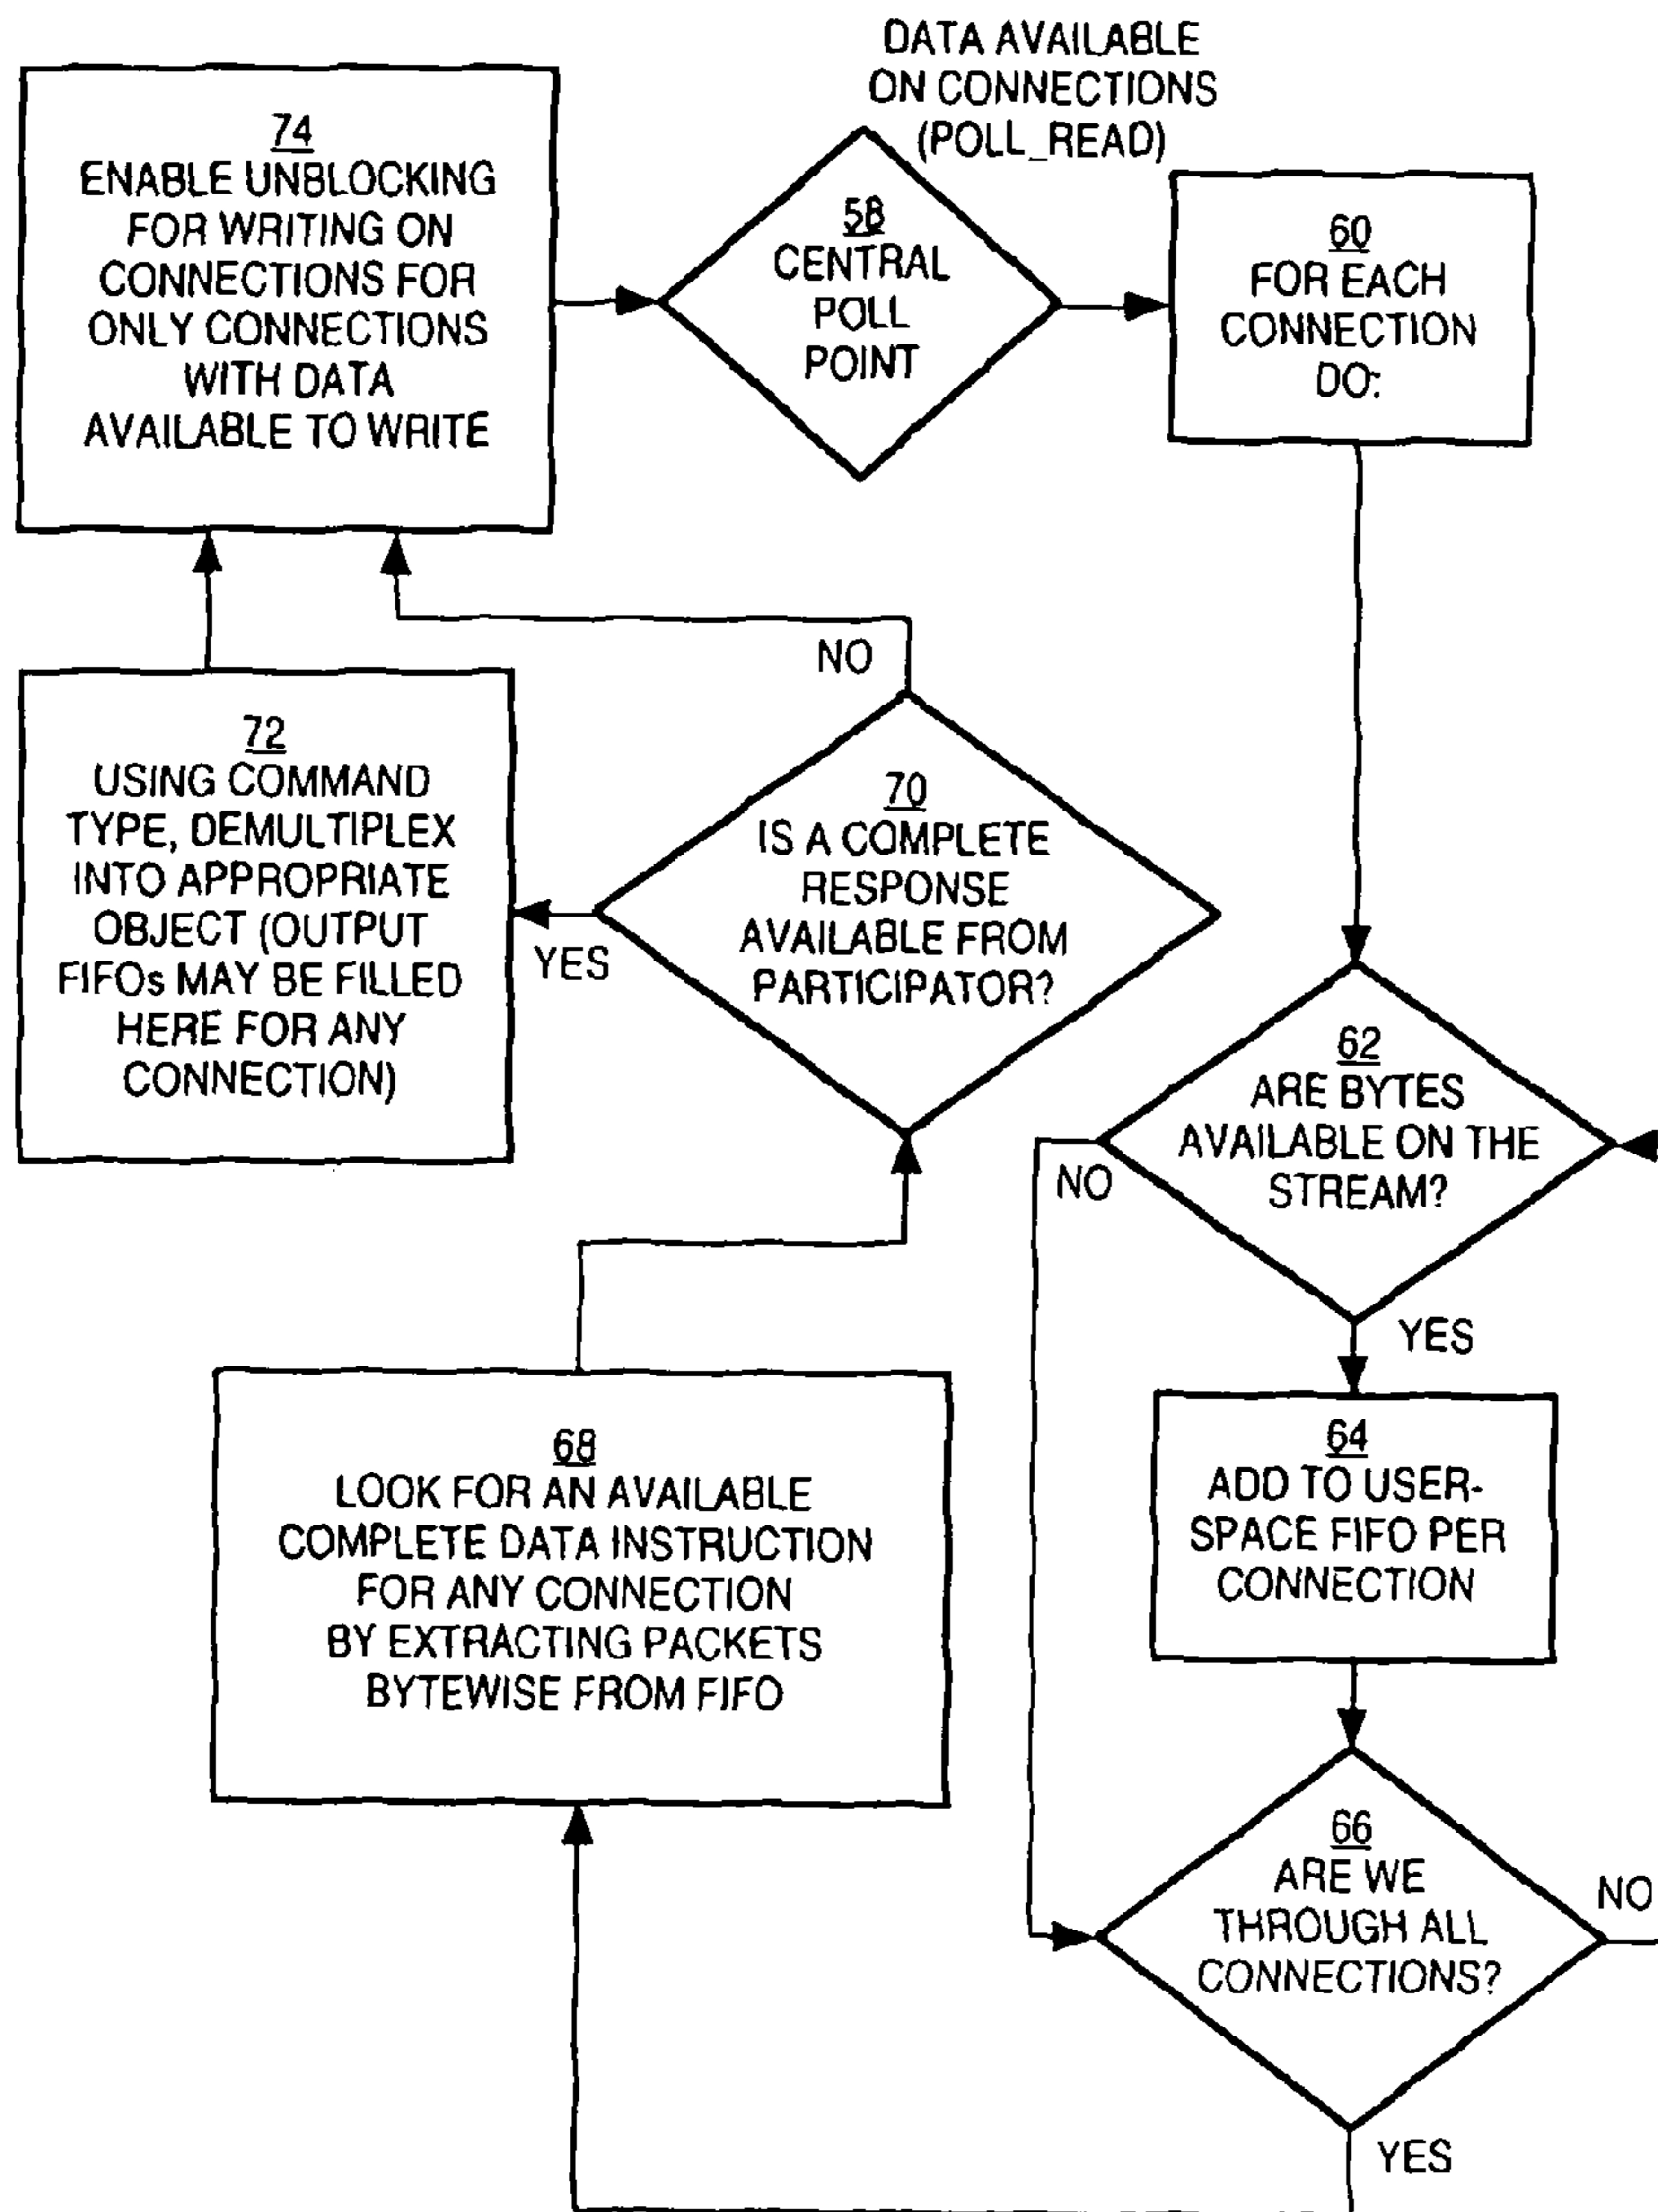 DATA AVAILABLE
ON CONNECTIONS
(POLL_READ)
74
ENABLE UNBLOCKING
FOR WRITING ON
CONNECTIONS FOR
ONLY CONNECTIONS
WITH DATA
AVAILABLE TO WRITE
58
CENTRAL
POLL
POINT
60
FOR EACH
CONNECTION
DO:
NO
72
USING COMMAND
TYPE, DEMULTIPLEX
INTO APPROPRIATE
OBJECT (OUTPUT
FIFOs MAY BE FILLED
HERE FOR ANY
CONNECTION)
YES
70
IS A COMPLETE
RESPONSE
AVAILABLE FROM
PARTICIPATOR?
62
ARE BYTES
AVAILABLE ON THE
STREAM?
NO
YES
64
ADD TO USER-
SPACE FIFO PER
CONNECTION
68
LOOK FOR AN AVAILABLE
COMPLETE DATA INSTRUCTION
FOR ANY CONNECTION
BY EXTRACTING PACKETS
BYTEWISE FROM FIFO
66
ARE WE
THROUGH ALL
CONNECTIONS?
NO
YES